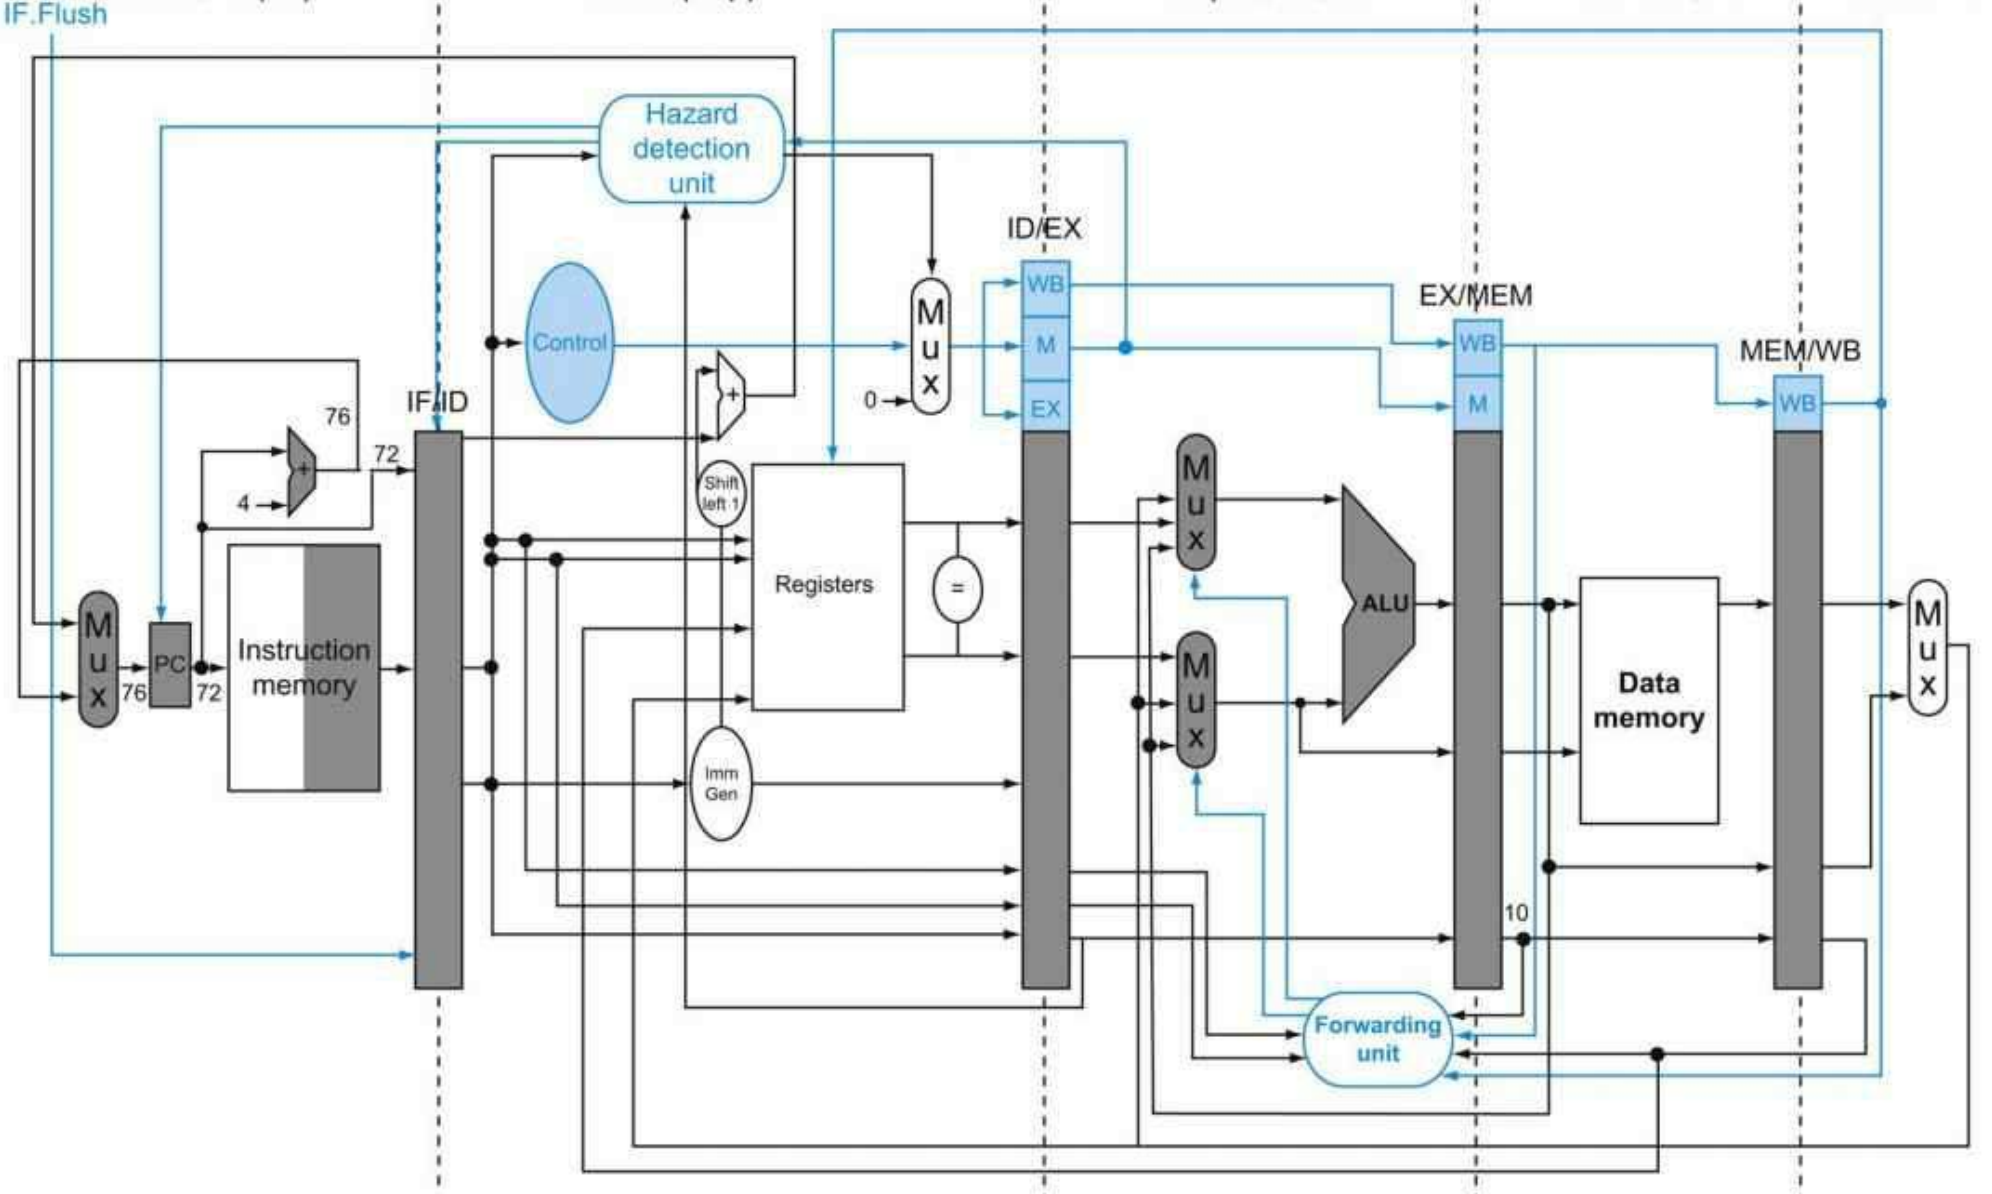 IF.Flush
Hazard
detection
unit
ID/EX
WB
M
EX
Control
M
u
x
0
EX/MEM
WB
M
MEM/WB
WB
IF/ID
76
72
4
+
+
Shift
left 1
Registers
=
M
u
x
M
u
x
ALU
M
u
x
76
PC
72
Instruction
memory
Data
memory
M
u
x
Imm
Gen
10
Forwarding
unit